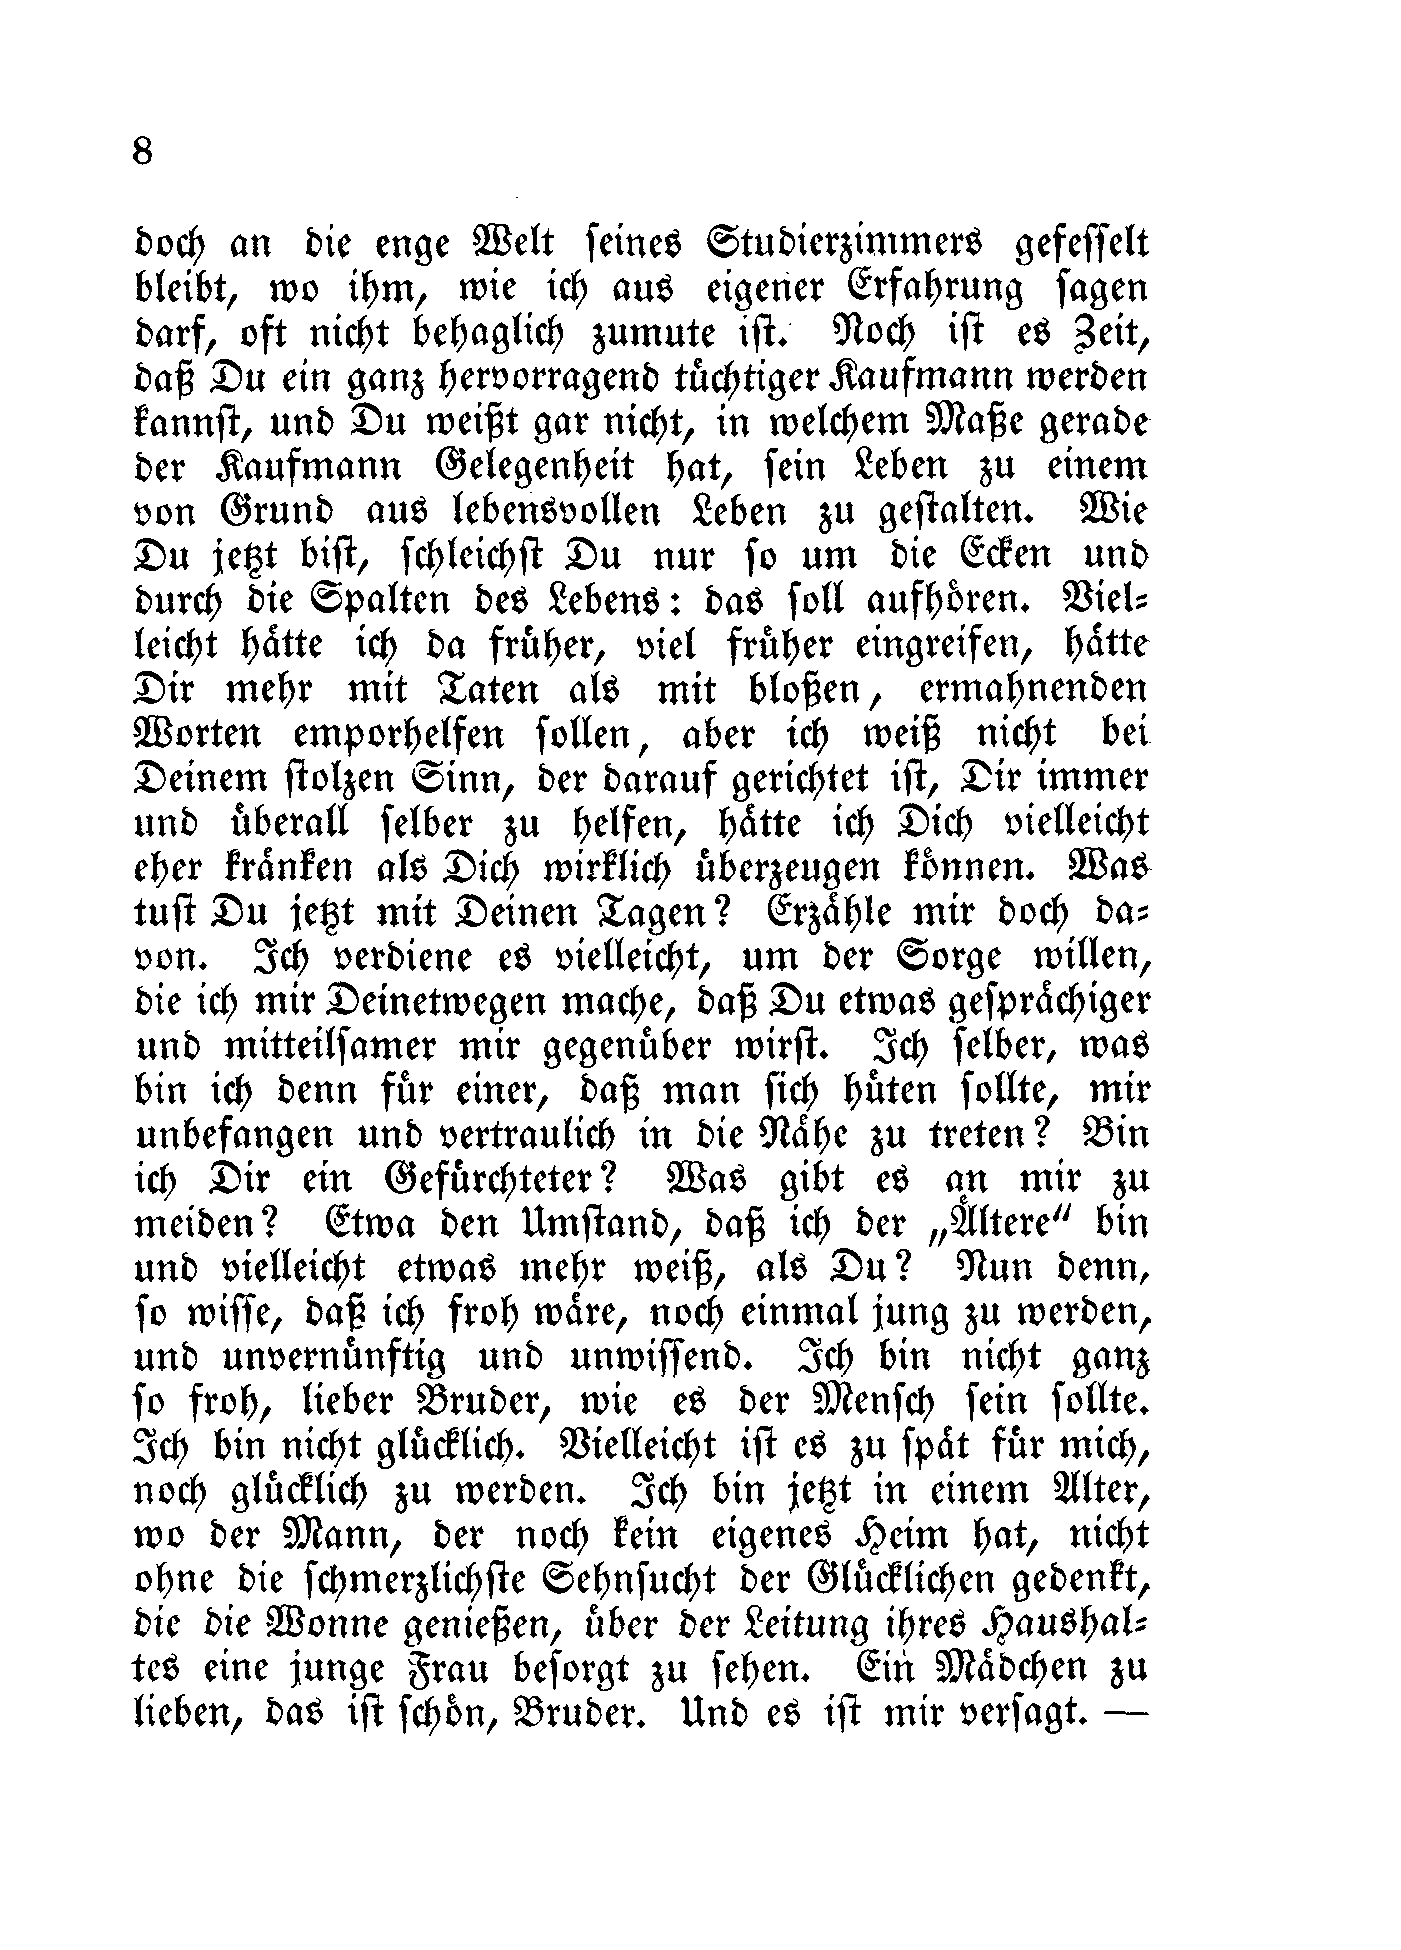 8
doch an die enge Welt seines Studierzimmers gefesselt
bleibt, wo ihm, wie ich aus eigener Erfahrung sagen
darf, oft nicht behaglich zumute ist. Noch ist es Zeit,
daß Du ein ganz hervorragend tüchtiger Kaufmann werden
kannst, und Du weißt gar nicht, in welchem Maße gerade
der Kaufmann Gelegenheit hat, sein Leben zu einem
von Grund aus lebensvollen Leben zu gestalten. Wie
Du jetzt bist, schleichst Du nur so um die Ecken und
durch die Spalten des Lebens: das soll aufhören. Viel-
leicht hätte ich da früher, viel früher eingreifen, hätte
Dir mehr mit Taten als mit bloßen, ermahnenden
Worten emporhelfen sollen, aber ich weiß nicht bei
Deinem stolzen Sinn, der darauf gerichtet ist, Dir immer
und überall selber zu helfen, hätte ich Dich vielleicht
eher kränken als Dich wirklich überzeugen können. Was
tust Du jetzt mit Deinen Tagen? Erzähle mir doch da-
von. Ich verdiene es vielleicht, um der Sorge willen,
die ich mir Deinetwegen mache, daß Du etwas gesprächiger
und mitteilsamer mir gegenüber wirst. Ich selber, was
bin ich denn für einer, daß man sich hüten sollte, mir
unbefangen und vertraulich in die Nähe zu treten? Bin
ich Dir ein Gefürchteter? Was gibt es an mir zu
meiden? Etwa den Umstand, daß ich der „Ältere“ bin
und vielleicht etwas mehr weiß, als Du? Nun denn,
so wisse, daß ich froh wäre, noch einmal jung zu werden,
und unvernünftig und unwissend. Ich bin nicht ganz
so froh, lieber Bruder, wie es der Mensch sein sollte.
Ich bin nicht glücklich. Vielleicht ist es zu spät für mich,
noch glücklich zu werden. Ich bin jetzt in einem Alter,
wo der Mann, der noch kein eigenes Heim hat, nicht
ohne die schmerzlichste Sehnsucht der Glücklichen gedenkt,
die die Wonne genießen, über der Leitung ihres Haushal-
tes eine junge Frau besorgt zu sehen. Ein Mädchen zu
lieben, das ist schön, Bruder. Und es ist mir versagt. —